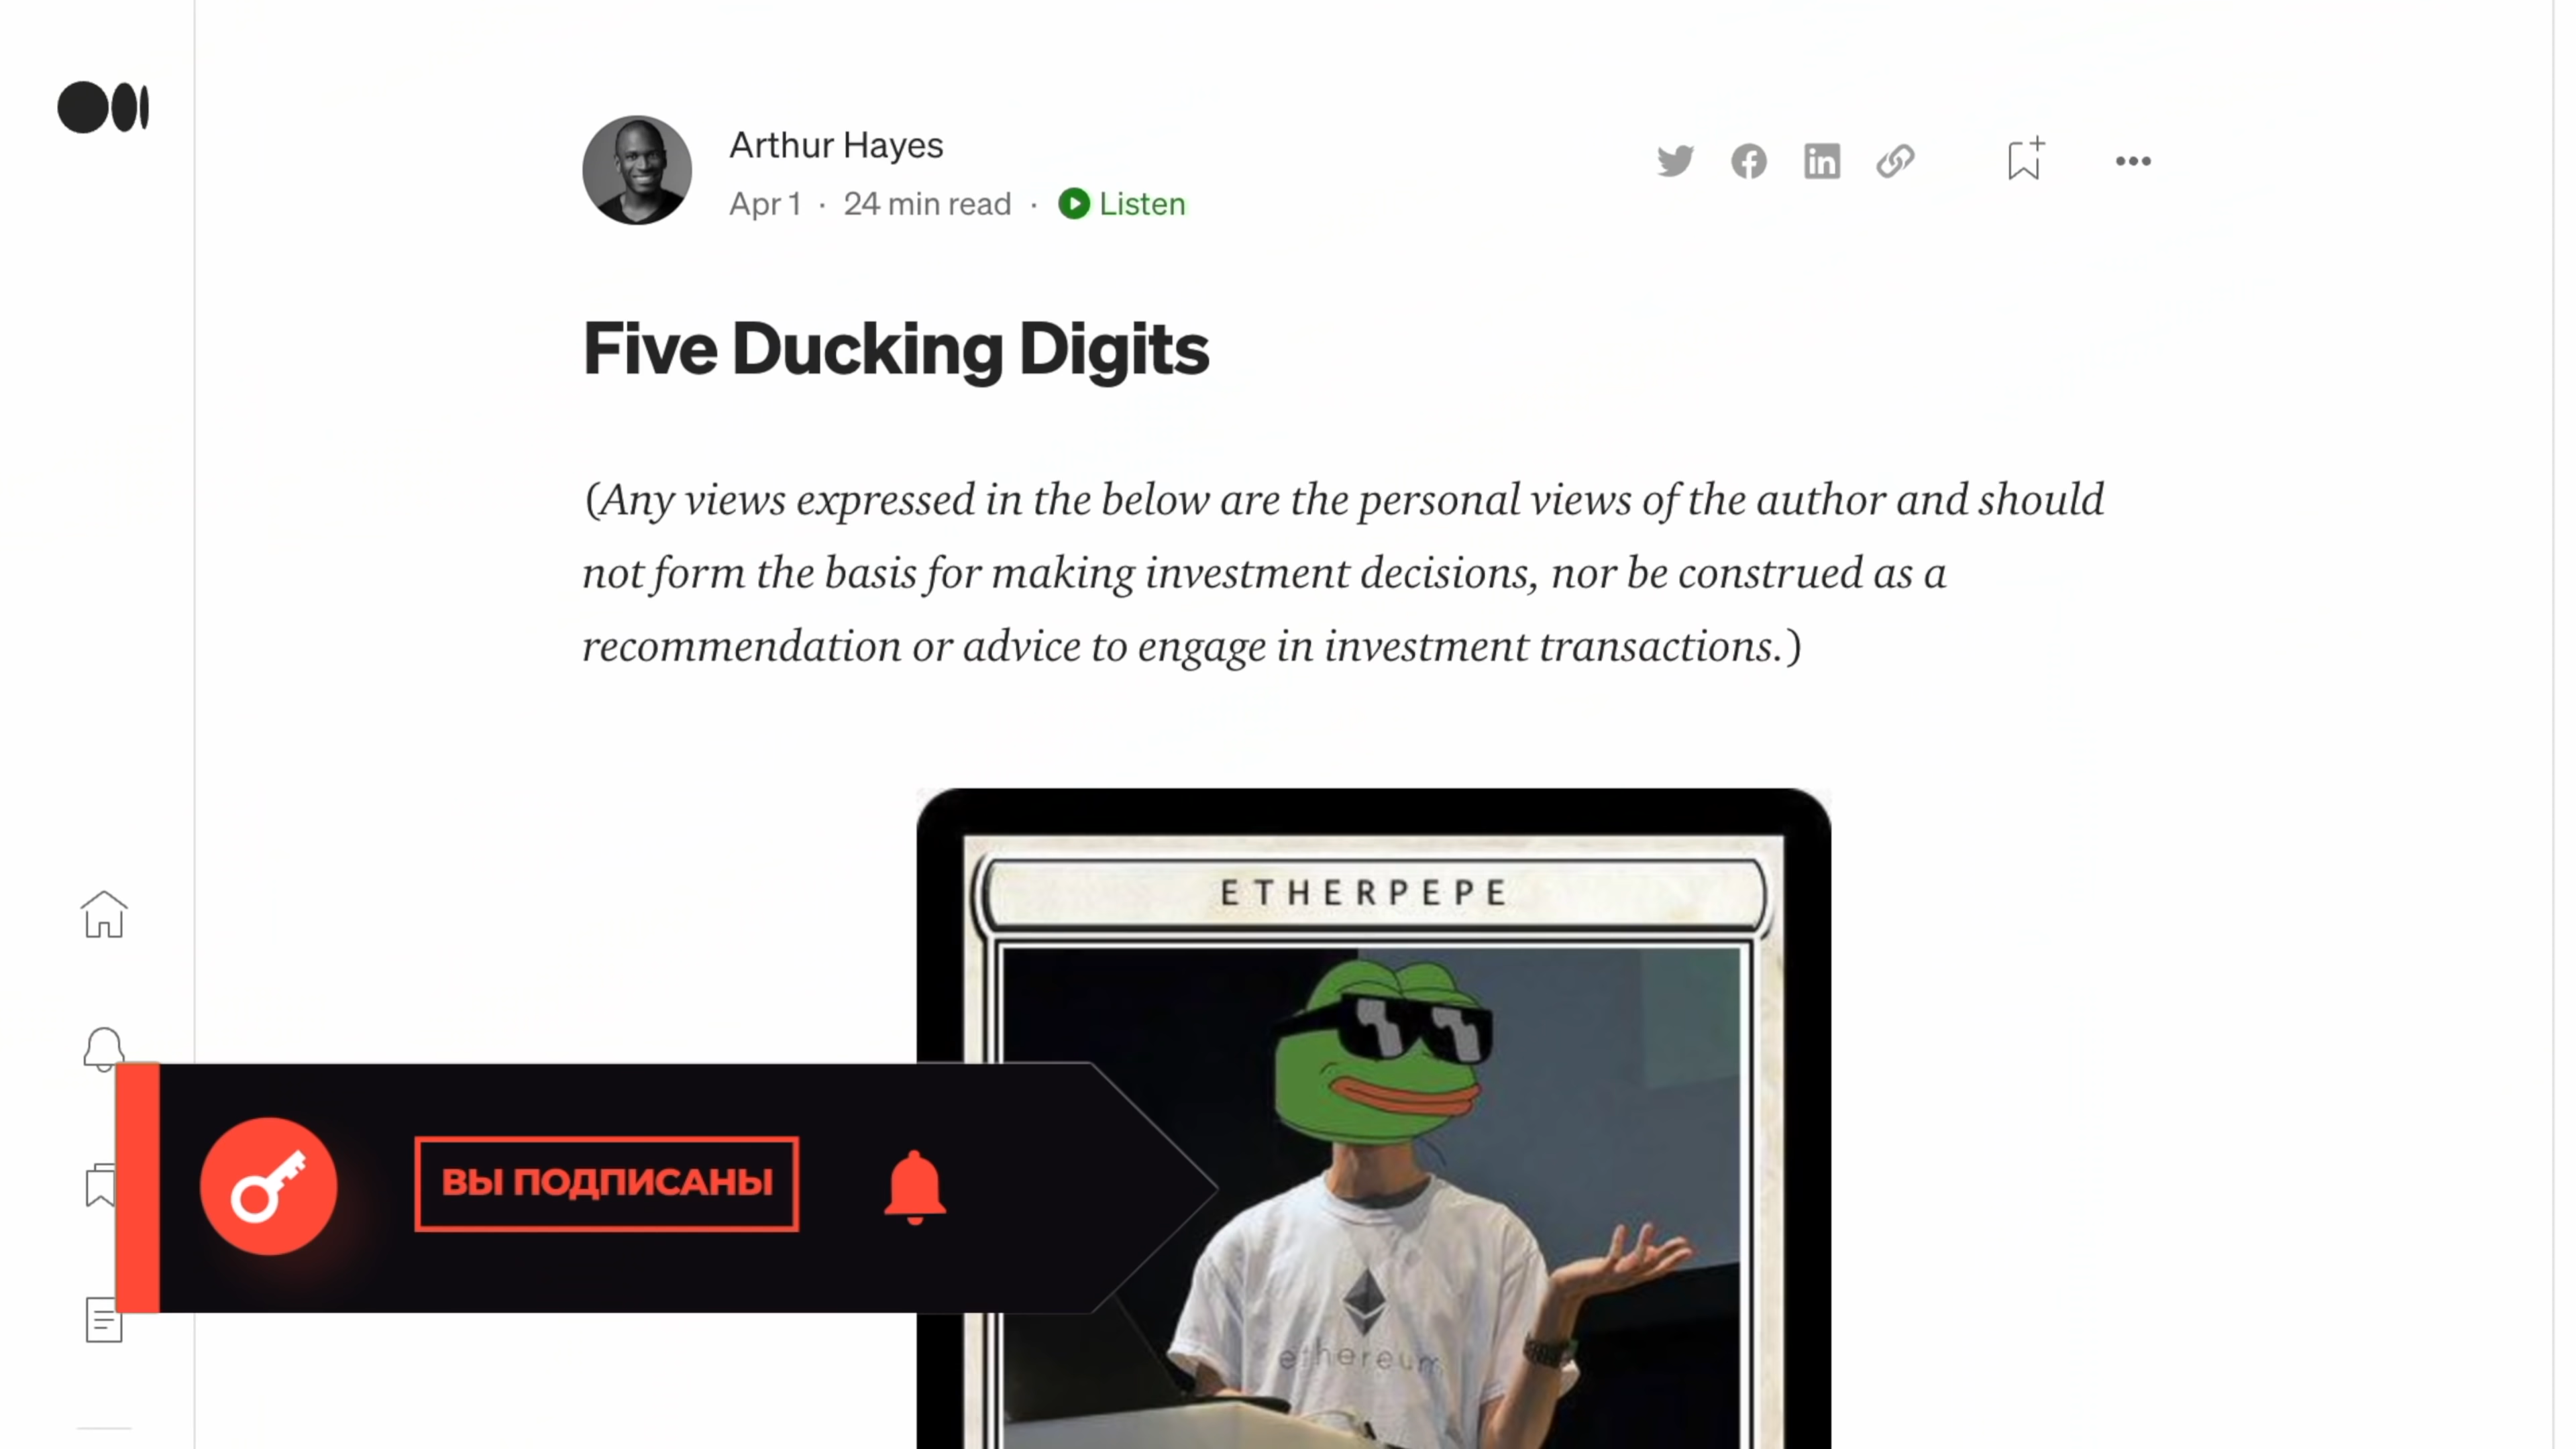 Arthur Hayes
Apr 1 · 24 min read · Listen
Five Ducking Digits
(Any views expressed in the below are the personal views of the author and should
not form the basis for making investment decisions, nor be construed as a
recommendation or advice to engage in investment transactions.)
ETHERPEPE
ВЫ ПОДПИСАНЫ
ethereum